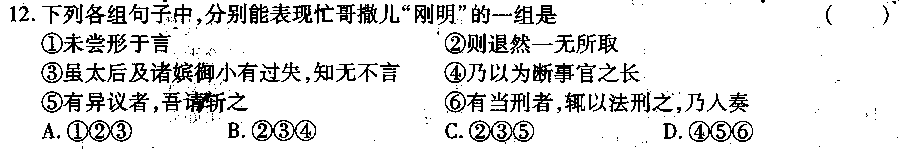 12. 下列各组句子中,分别能表现忙哥撒儿“刚明”的一组是 ( )
①未尝形于言 ②则退然一无所取
③虽太后及诸嫔御小有过失,知无不言 ④乃以为断事官之长
⑤有异议者,吾请斩之 ⑥有当刑者,辄以法刑之,乃入奏
A. ①②③ B. ②③④ C. ②③⑤ D. ④⑤⑥